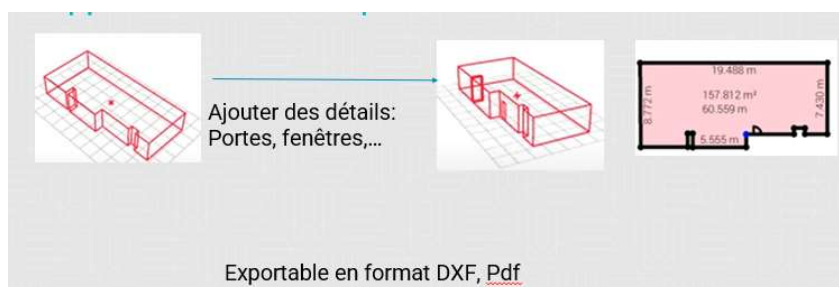 Ajouter des détails:
Portes, fenêtres,...
19.488 m
157.812 m²
60.559 m
8.772 m
7.430 m
5.555 m
Exportable en format DXF, Pdf